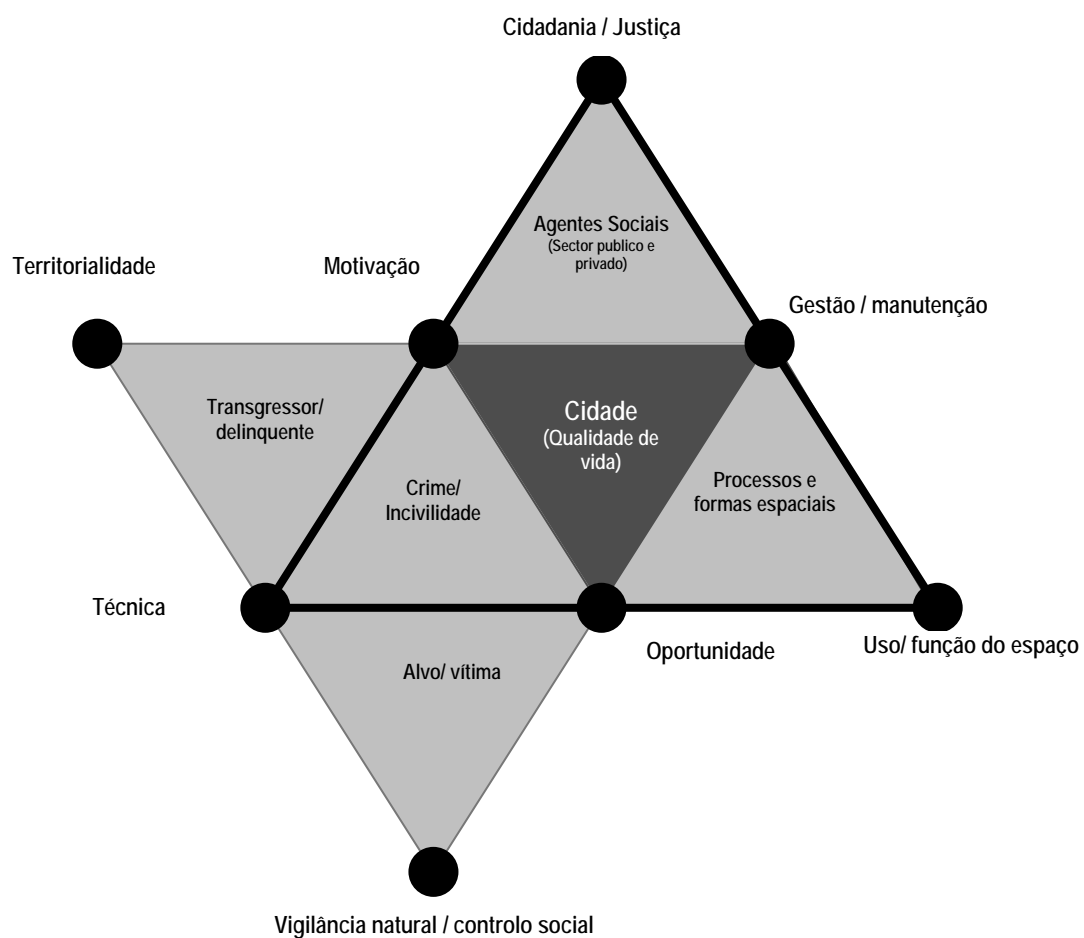 Cidadania / Justiça
Agentes Sociais
(Sector publico e
privado)
Territorialidade
Motivação
Gestão / manutenção
Transgressor/
delinquente
Cidade
(Qualidade de
vida)
Crime/
Incivilidade
Processos e
formas espaciais
Técnica
Oportunidade
Uso/ função do espaço
Alvo/ vítima
Vigilância natural / controlo social